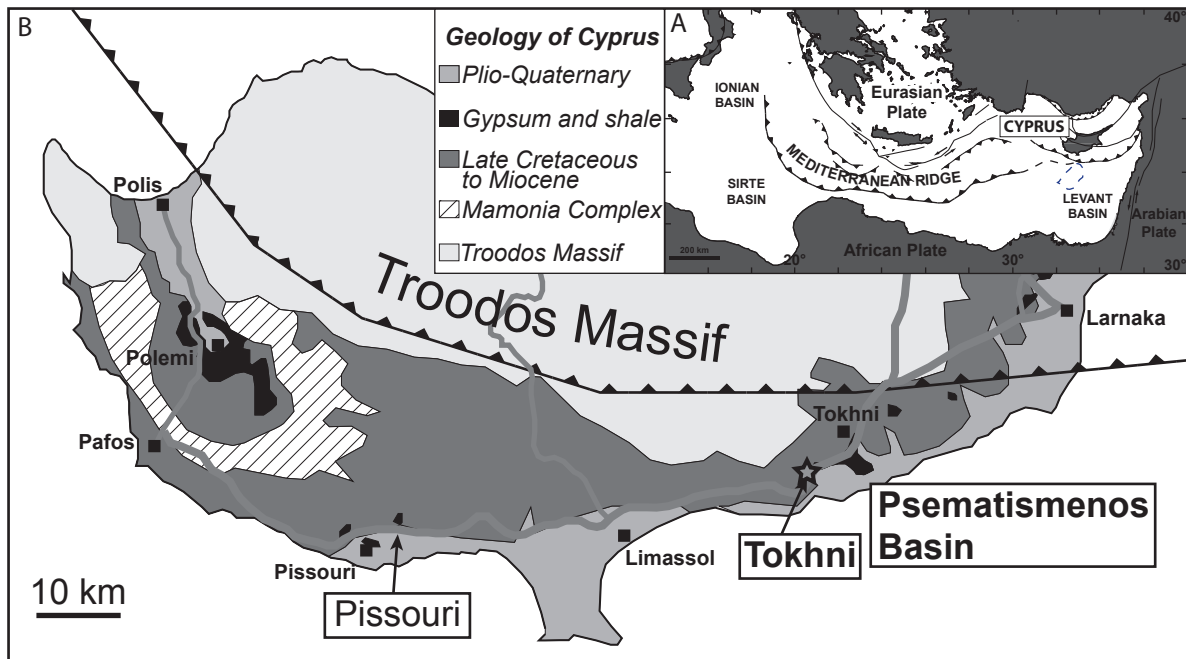 B
Geology of Cyprus
Plio-Quaternary
Gypsum and shale
Late Cretaceous
to Miocene
Mamonia Complex
Troodos Massif
A
40°
IONIAN
BASIN
Eurasian
Plate
CYPRUS
MEDITERRANEAN RIDGE
SIRTE
BASIN
LEVANT
BASIN
Arabian
Plate
African Plate
200 km
20°
30°
30°
Polis
Troodos Massif
Larnaka
Polemi
Tokhni
Pafos
Psematismenos
Basin
Tokhni
Limassol
Pissouri
Pissouri
10 km